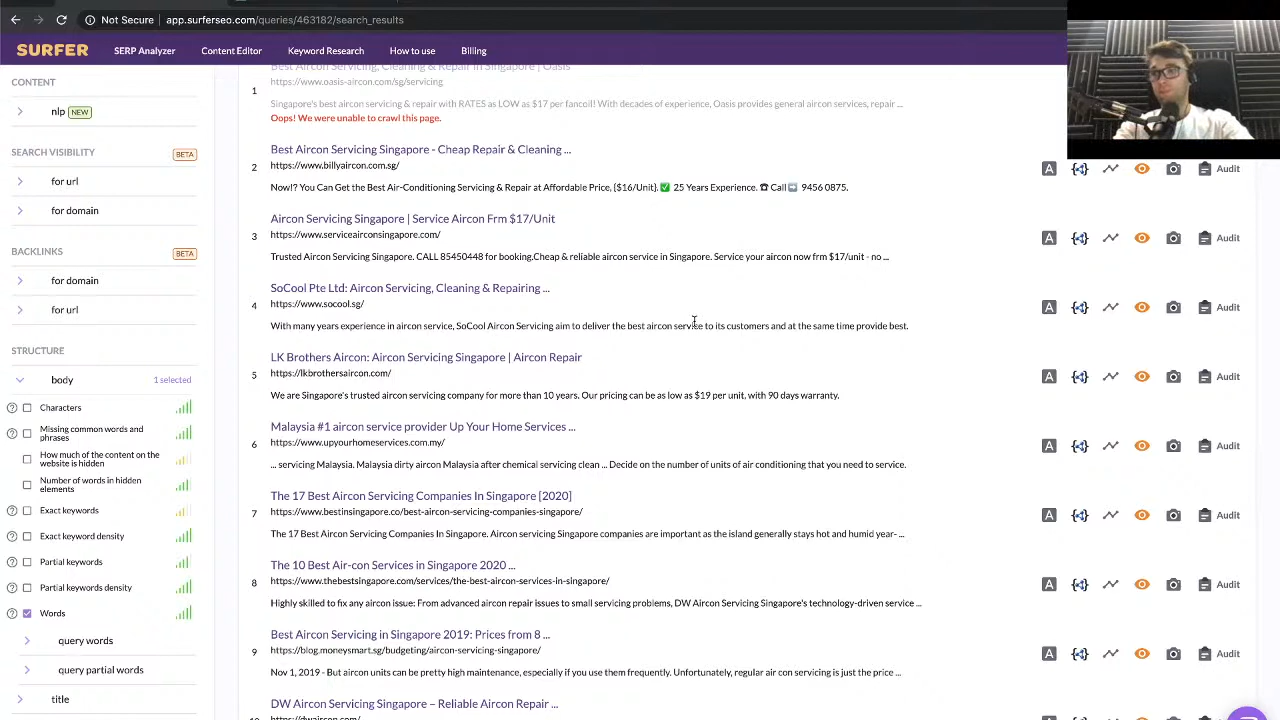 Not Secure | app.surferseo.com/queries/463182/search_results
SURFER SERP Analyzer Content Editor Keyword Research How to use Billing
CONTENT
nlp NEW
SEARCH VISIBILITY BETA
for url
for domain
BACKLINKS BETA
for domain
for url
STRUCTURE
body 1 selected
Characters
Missing common words and
phrases
How much of the content on the
website is hidden
Number of words in hidden
elements
Exact keywords
Exact keyword density
Partial keywords
Partial keywords density
Words
query words
query partial words
title
Best Aircon Servicing, Cleaning & Repair in Singapore | Oasis
1 https://www.oasis-aircon.com/sg/servicing
Singapore's best aircon servicing & repair with RATES as LOW as $17 per fancoil! With decades of experience, Oasis provides general aircon services, repair ...
Oops! We were unable to crawl this page.
Best Aircon Servicing Singapore - Cheap Repair & Cleaning ...
2 https://www.billyaircon.com.sg/ A Audit
Now!? You Can Get the Best Air-Conditioning Servicing & Repair at Affordable Price, {$16/Unit}. ✅ 25 Years Experience. ☎ Call➡ 9456 0875.
Aircon Servicing Singapore | Service Aircon Frm $17/Unit
3 https://www.serviceairconsingapore.com/ A Audit
Trusted Aircon Servicing Singapore. CALL 85450448 for booking.Cheap & reliable aircon service in Singapore. Service your aircon now frm $17/unit - no ...
SoCool Pte Ltd: Aircon Servicing, Cleaning & Repairing ...
4 https://www.socool.sg/ A Audit
With many years experience in aircon service, SoCool Aircon Servicing aim to deliver the best aircon service to its customers and at the same time provide best.
LK Brothers Aircon: Aircon Servicing Singapore | Aircon Repair
5 https://lkbrothersaircon.com/ A Audit
We are Singapore's trusted aircon servicing company for more than 10 years. Our pricing can be as low as $19 per unit, with 90 days warranty.
Malaysia #1 aircon service provider Up Your Home Services ...
6 https://www.upyourhomeservices.com.my/ A Audit
... servicing Malaysia. Malaysia dirty aircon Malaysia after chemical servicing clean ... Decide on the number of units of air conditioning that you need to service.
The 17 Best Aircon Servicing Companies In Singapore [2020]
7 https://www.bestinsingapore.co/best-aircon-servicing-companies-singapore/ A Audit
The 17 Best Aircon Servicing Companies In Singapore. Aircon servicing Singapore companies are important as the island generally stays hot and humid year- ...
The 10 Best Air-con Services in Singapore 2020 ...
8 https://www.thebestsingapore.com/services/the-best-aircon-services-in-singapore/ A Audit
Highly skilled to fix any aircon issue: From advanced aircon repair issues to small servicing problems, DW Aircon Servicing Singapore's technology-driven service ...
Best Aircon Servicing in Singapore 2019: Prices from 8 ...
9 https://blog.moneysmart.sg/budgeting/aircon-servicing-singapore/ A Audit
Nov 1, 2019 - But aircon units can be pretty high maintenance, especially if you use them frequently. Unfortunately, regular air con servicing is just the price ...
DW Aircon Servicing Singapore – Reliable Aircon Repair ...
https://dwaircon.com/